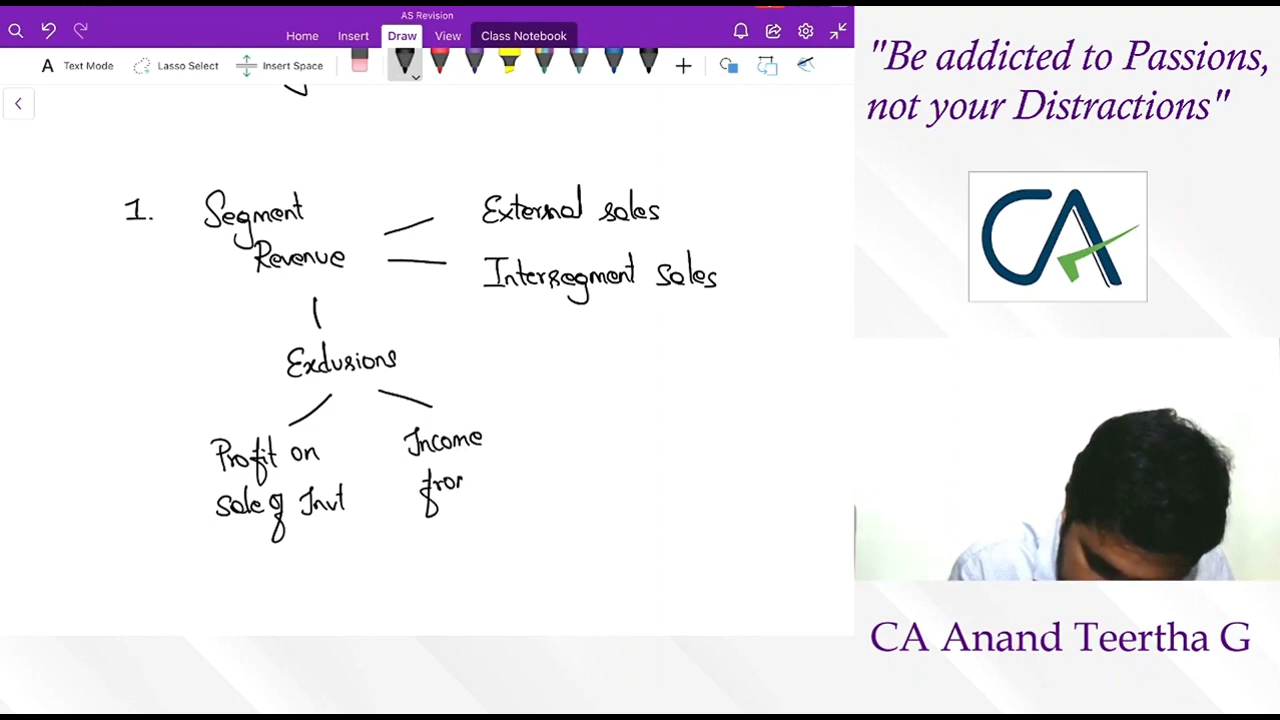 AS Revision
Home Insert Draw View Class Notebook
A Text Mode Lasso Select Insert Space
1. Segment Revenue
External sales
Intersegment sales
Exclusions
Profit on
sale of Invt
Income
fror
"Be addicted to Passions,
not your Distractions"
CA
CA Anand Teertha G